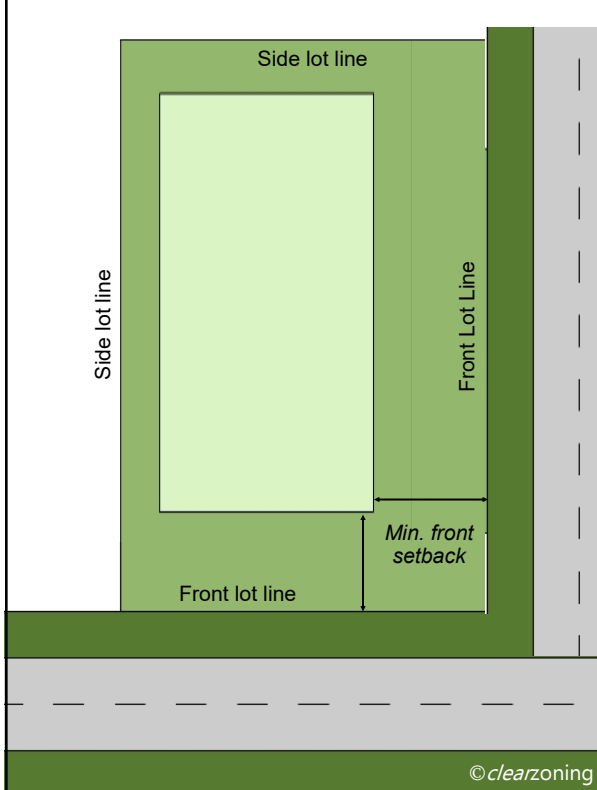 Side lot line
Side lot line
Front Lot Line
Min. front
setback
Front lot line
©clearzoning